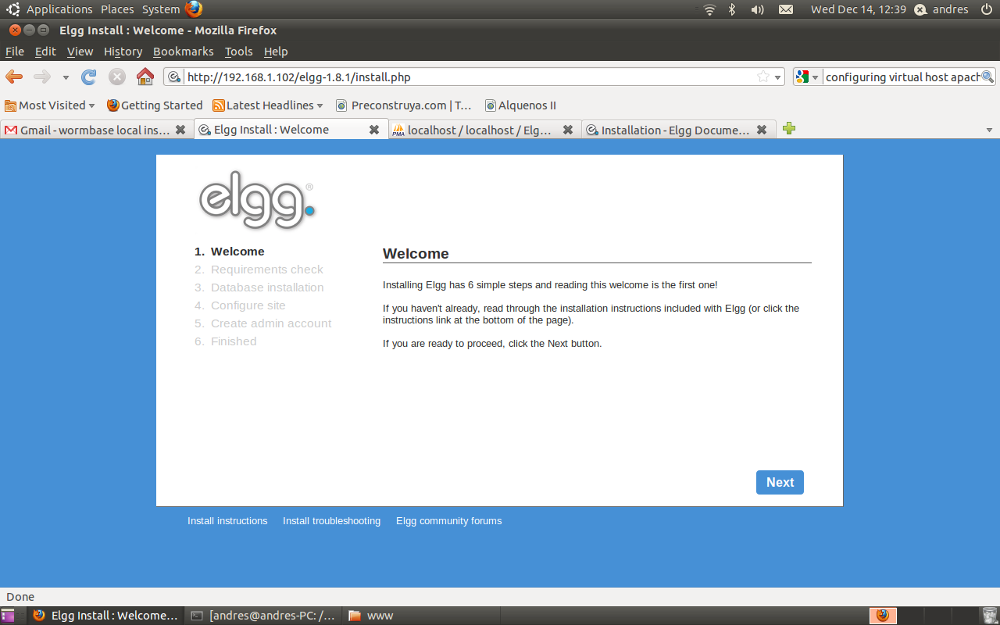 Applications Places System Wed Dec 14, 12:39 andres
Elgg Install : Welcome - Mozilla Firefox
File Edit View History Bookmarks Tools Help
http://192.168.1.102/elgg-1.8.1/install.php configuring virtual host apach
Most Visited Getting Started Latest Headlines Preconstruya.com | T... Alquenos II
Gmail - wormbase local ins... Elgg Install : Welcome PMA localhost / localhost / Elg... Installation - Elgg Docume...
elgg.®
1. Welcome
2. Requirements check
3. Database installation
4. Configure site
5. Create admin account
6. Finished
Welcome
Installing Elgg has 6 simple steps and reading this welcome is the first one!
If you haven't already, read through the installation instructions included with Elgg (or click the
instructions link at the bottom of the page).
If you are ready to proceed, click the Next button.
Next
Install instructions Install troubleshooting Elgg community forums
Done
Elgg Install : Welcome... [andres@andres-PC: /... www